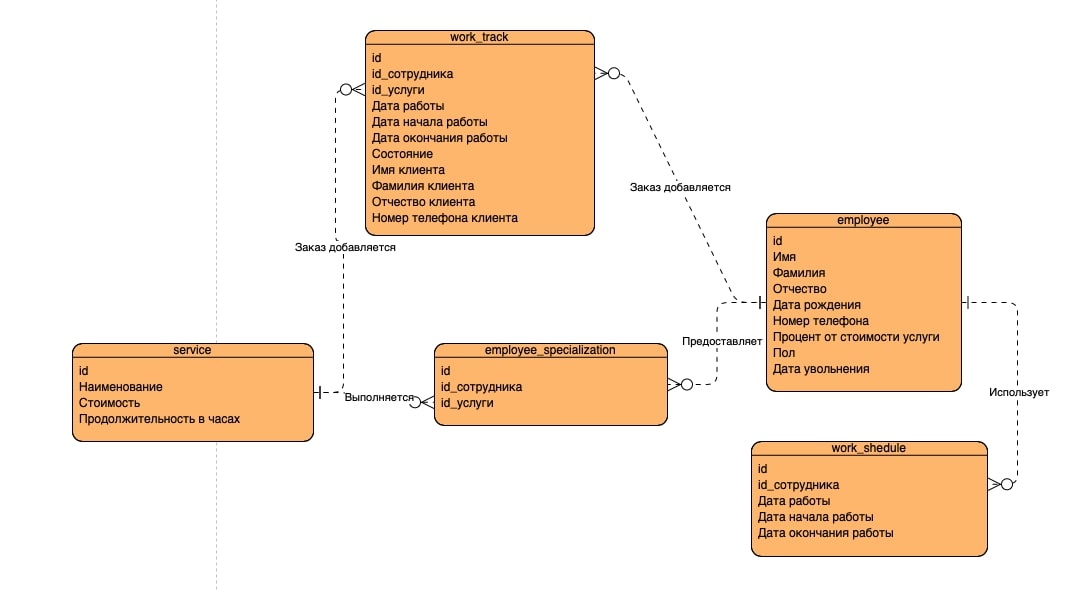 work_track
id
id_сотрудника
id_услуги
Дата работы
Дата начала работы
Дата окончания работы
Состояние
Имя клиента
Фамилия клиента
Отчество клиента
Номер телефона клиента
Заказ добавляется
Заказ добавляется
employee
id
Имя
Фамилия
Отчество
Дата рождения
Номер телефона
Процент от стоимости услуги
Пол
Дата увольнения
service
id
Наименование
Стоимость
Продолжительность в часах
Выполняется
employee_specialization
id
id_сотрудника
id_услуги
Предоставляет
Использует
work_shedule
id
id_сотрудника
Дата работы
Дата начала работы
Дата окончания работы